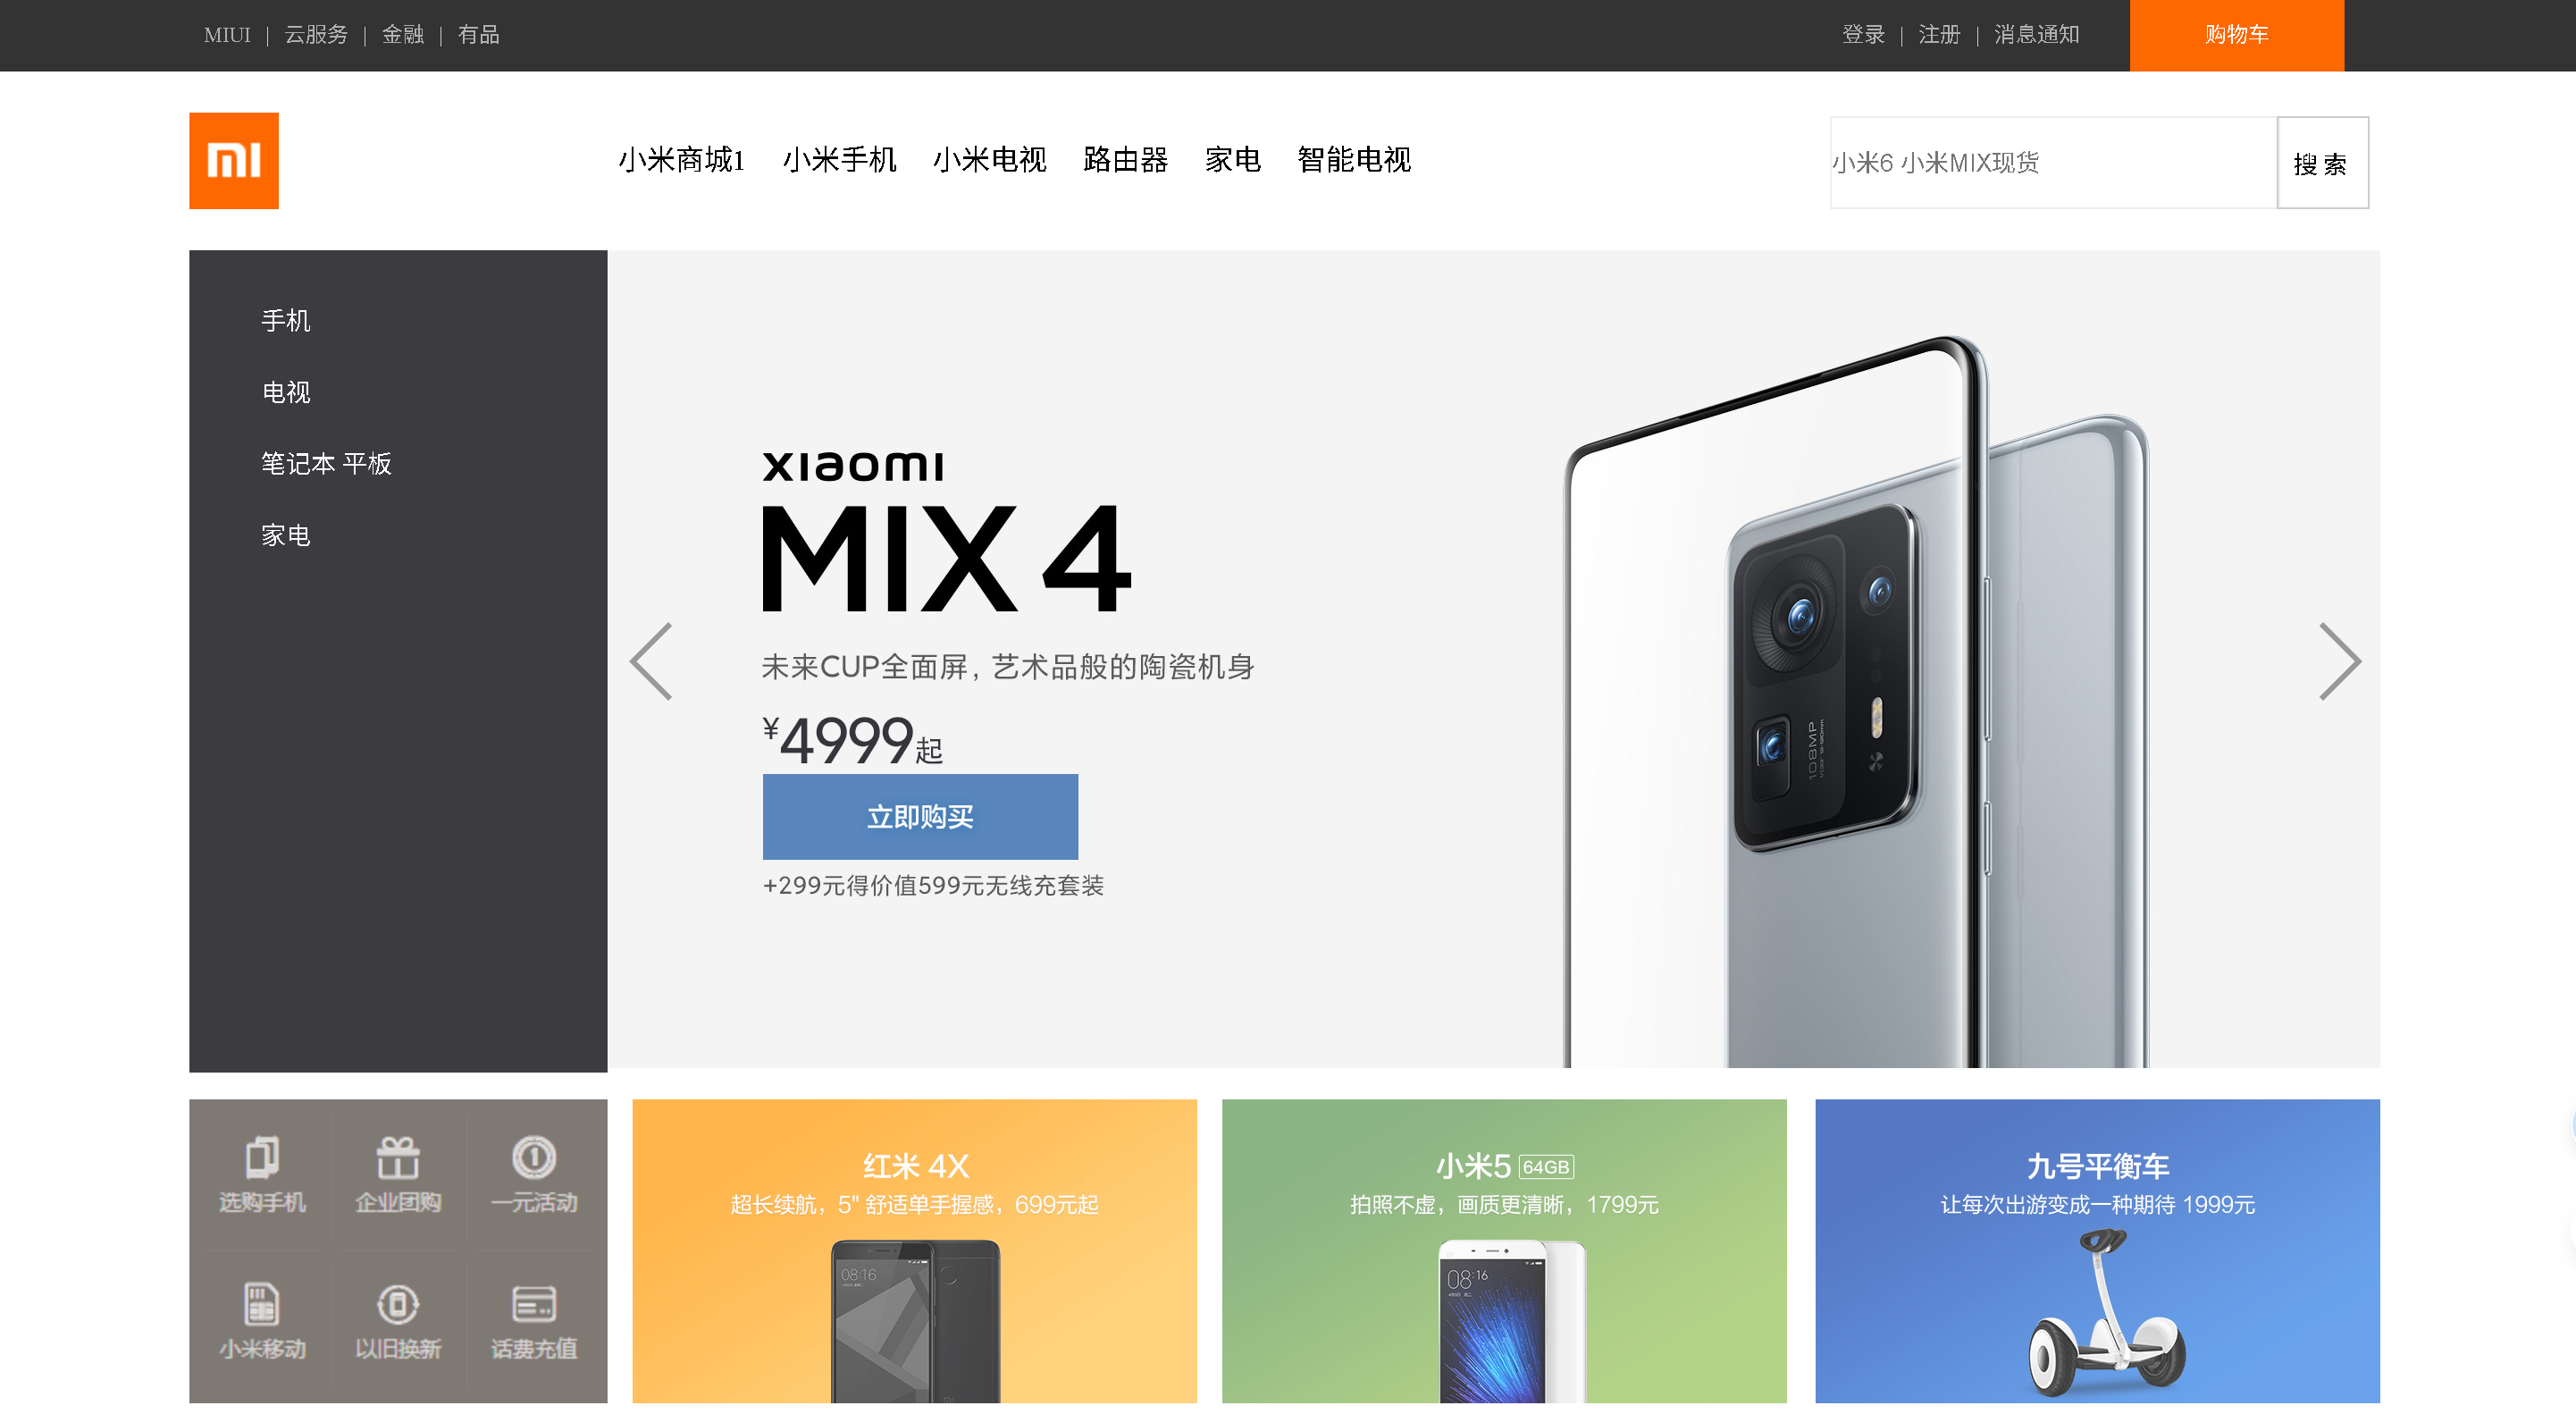 MIUI | 云服务 | 金融 | 有品
登录 | 注册 | 消息通知
购物车
mi
小米商城1 小米手机 小米电视 路由器 家电 智能电视
小米6 小米MIX现货
搜 索
手机
电视
笔记本 平板
家电
xiaomi
MIX 4
未来CUP全面屏，艺术品般的陶瓷机身
¥4999起
立即购买
+299元得价值599元无线充套装
108MP
选购手机 企业团购 一元活动
小米移动 以旧换新 话费充值
红米 4X
超长续航，5" 舒适单手握感，699元起
08:16
小米5 64GB
拍照不虚，画质更清晰，1799元
08:16
九号平衡车
让每次出游变成一种期待 1999元